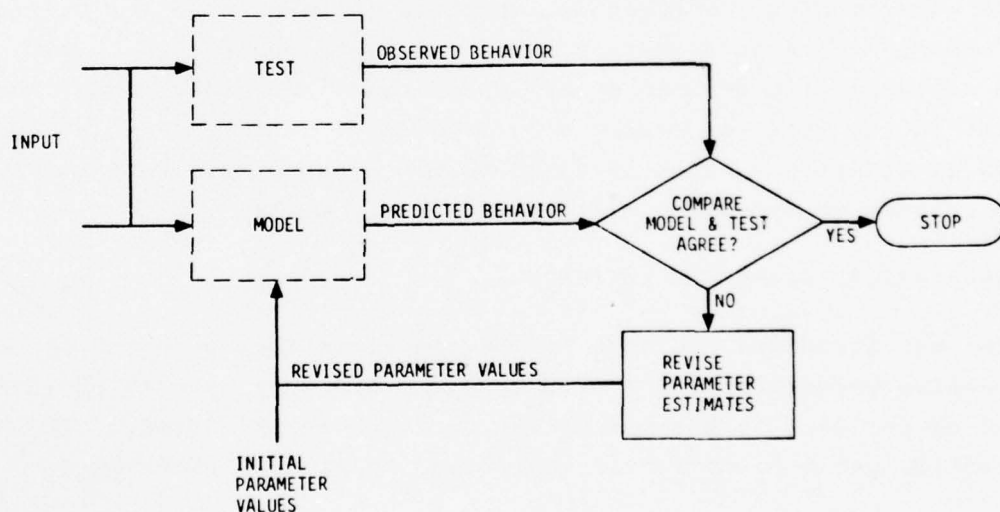 TEST
OBSERVED BEHAVIOR
INPUT
MODEL
PREDICTED BEHAVIOR
COMPARE
MODEL & TEST
AGREE?
YES
STOP
NO
REVISED PARAMETER VALUES
REVISE
PARAMETER
ESTIMATES
INITIAL
PARAMETER
VALUES